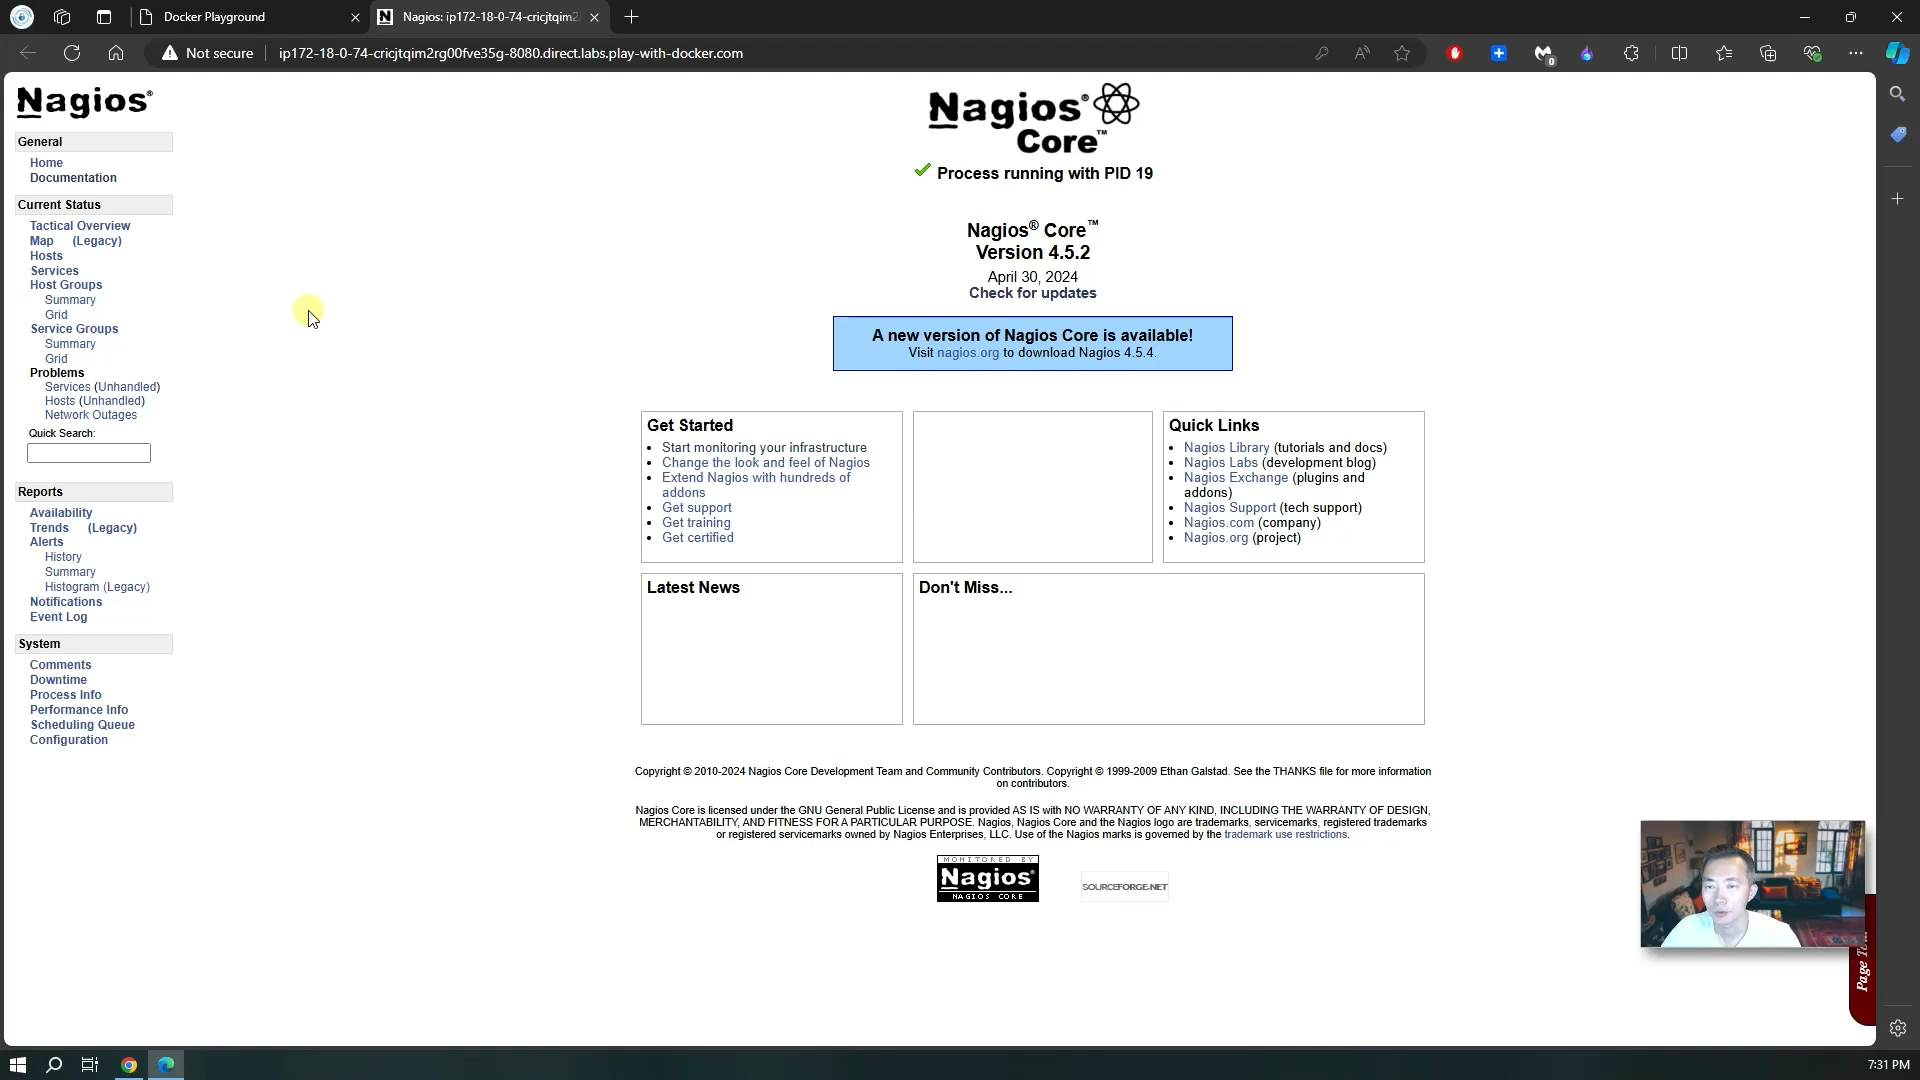 Docker Playground
Nagios: ip172-18-0-74-cricjtqim2
Not secure
ip172-18-0-74-cricjtqim2rg00fve35g-8080.direct.labs.play-with-docker.com
0
Nagios®
General
Home
Documentation
Current Status
Tactical Overview
Map (Legacy)
Hosts
Services
Host Groups
Summary
Grid
Service Groups
Summary
Grid
Problems
Services (Unhandled)
Hosts (Unhandled)
Network Outages
Quick Search:
Reports
Availability
Trends (Legacy)
Alerts
History
Summary
Histogram (Legacy)
Notifications
Event Log
System
Comments
Downtime
Process Info
Performance Info
Scheduling Queue
Configuration
Nagios®
Core™
Process running with PID 19
Nagios® Core™
Version 4.5.2
April 30, 2024
Check for updates
A new version of Nagios Core is available!
Visit nagios.org to download Nagios 4.5.4.
Get Started
• Start monitoring your infrastructure
• Change the look and feel of Nagios
• Extend Nagios with hundreds of
addons
• Get support
• Get training
• Get certified
Quick Links
• Nagios Library (tutorials and docs)
• Nagios Labs (development blog)
• Nagios Exchange (plugins and
addons)
• Nagios Support (tech support)
• Nagios.com (company)
• Nagios.org (project)
Latest News
Don't Miss...
Copyright © 2010-2024 Nagios Core Development Team and Community Contributors. Copyright © 1999-2009 Ethan Galstad. See the THANKS file for more information
on contributors.
Nagios Core is licensed under the GNU General Public License and is provided AS IS with NO WARRANTY OF ANY KIND, INCLUDING THE WARRANTY OF DESIGN,
MERCHANTABILITY, AND FITNESS FOR A PARTICULAR PURPOSE. Nagios, Nagios Core and the Nagios logo are trademarks, servicemarks, registered trademarks
or registered servicemarks owned by Nagios Enterprises, LLC. Use of the Nagios marks is governed by the trademark use restrictions.
MONITORED BY
Nagios®
NAGIOS CORE
SOURCEFORGE.NET
Page
7:31 PM